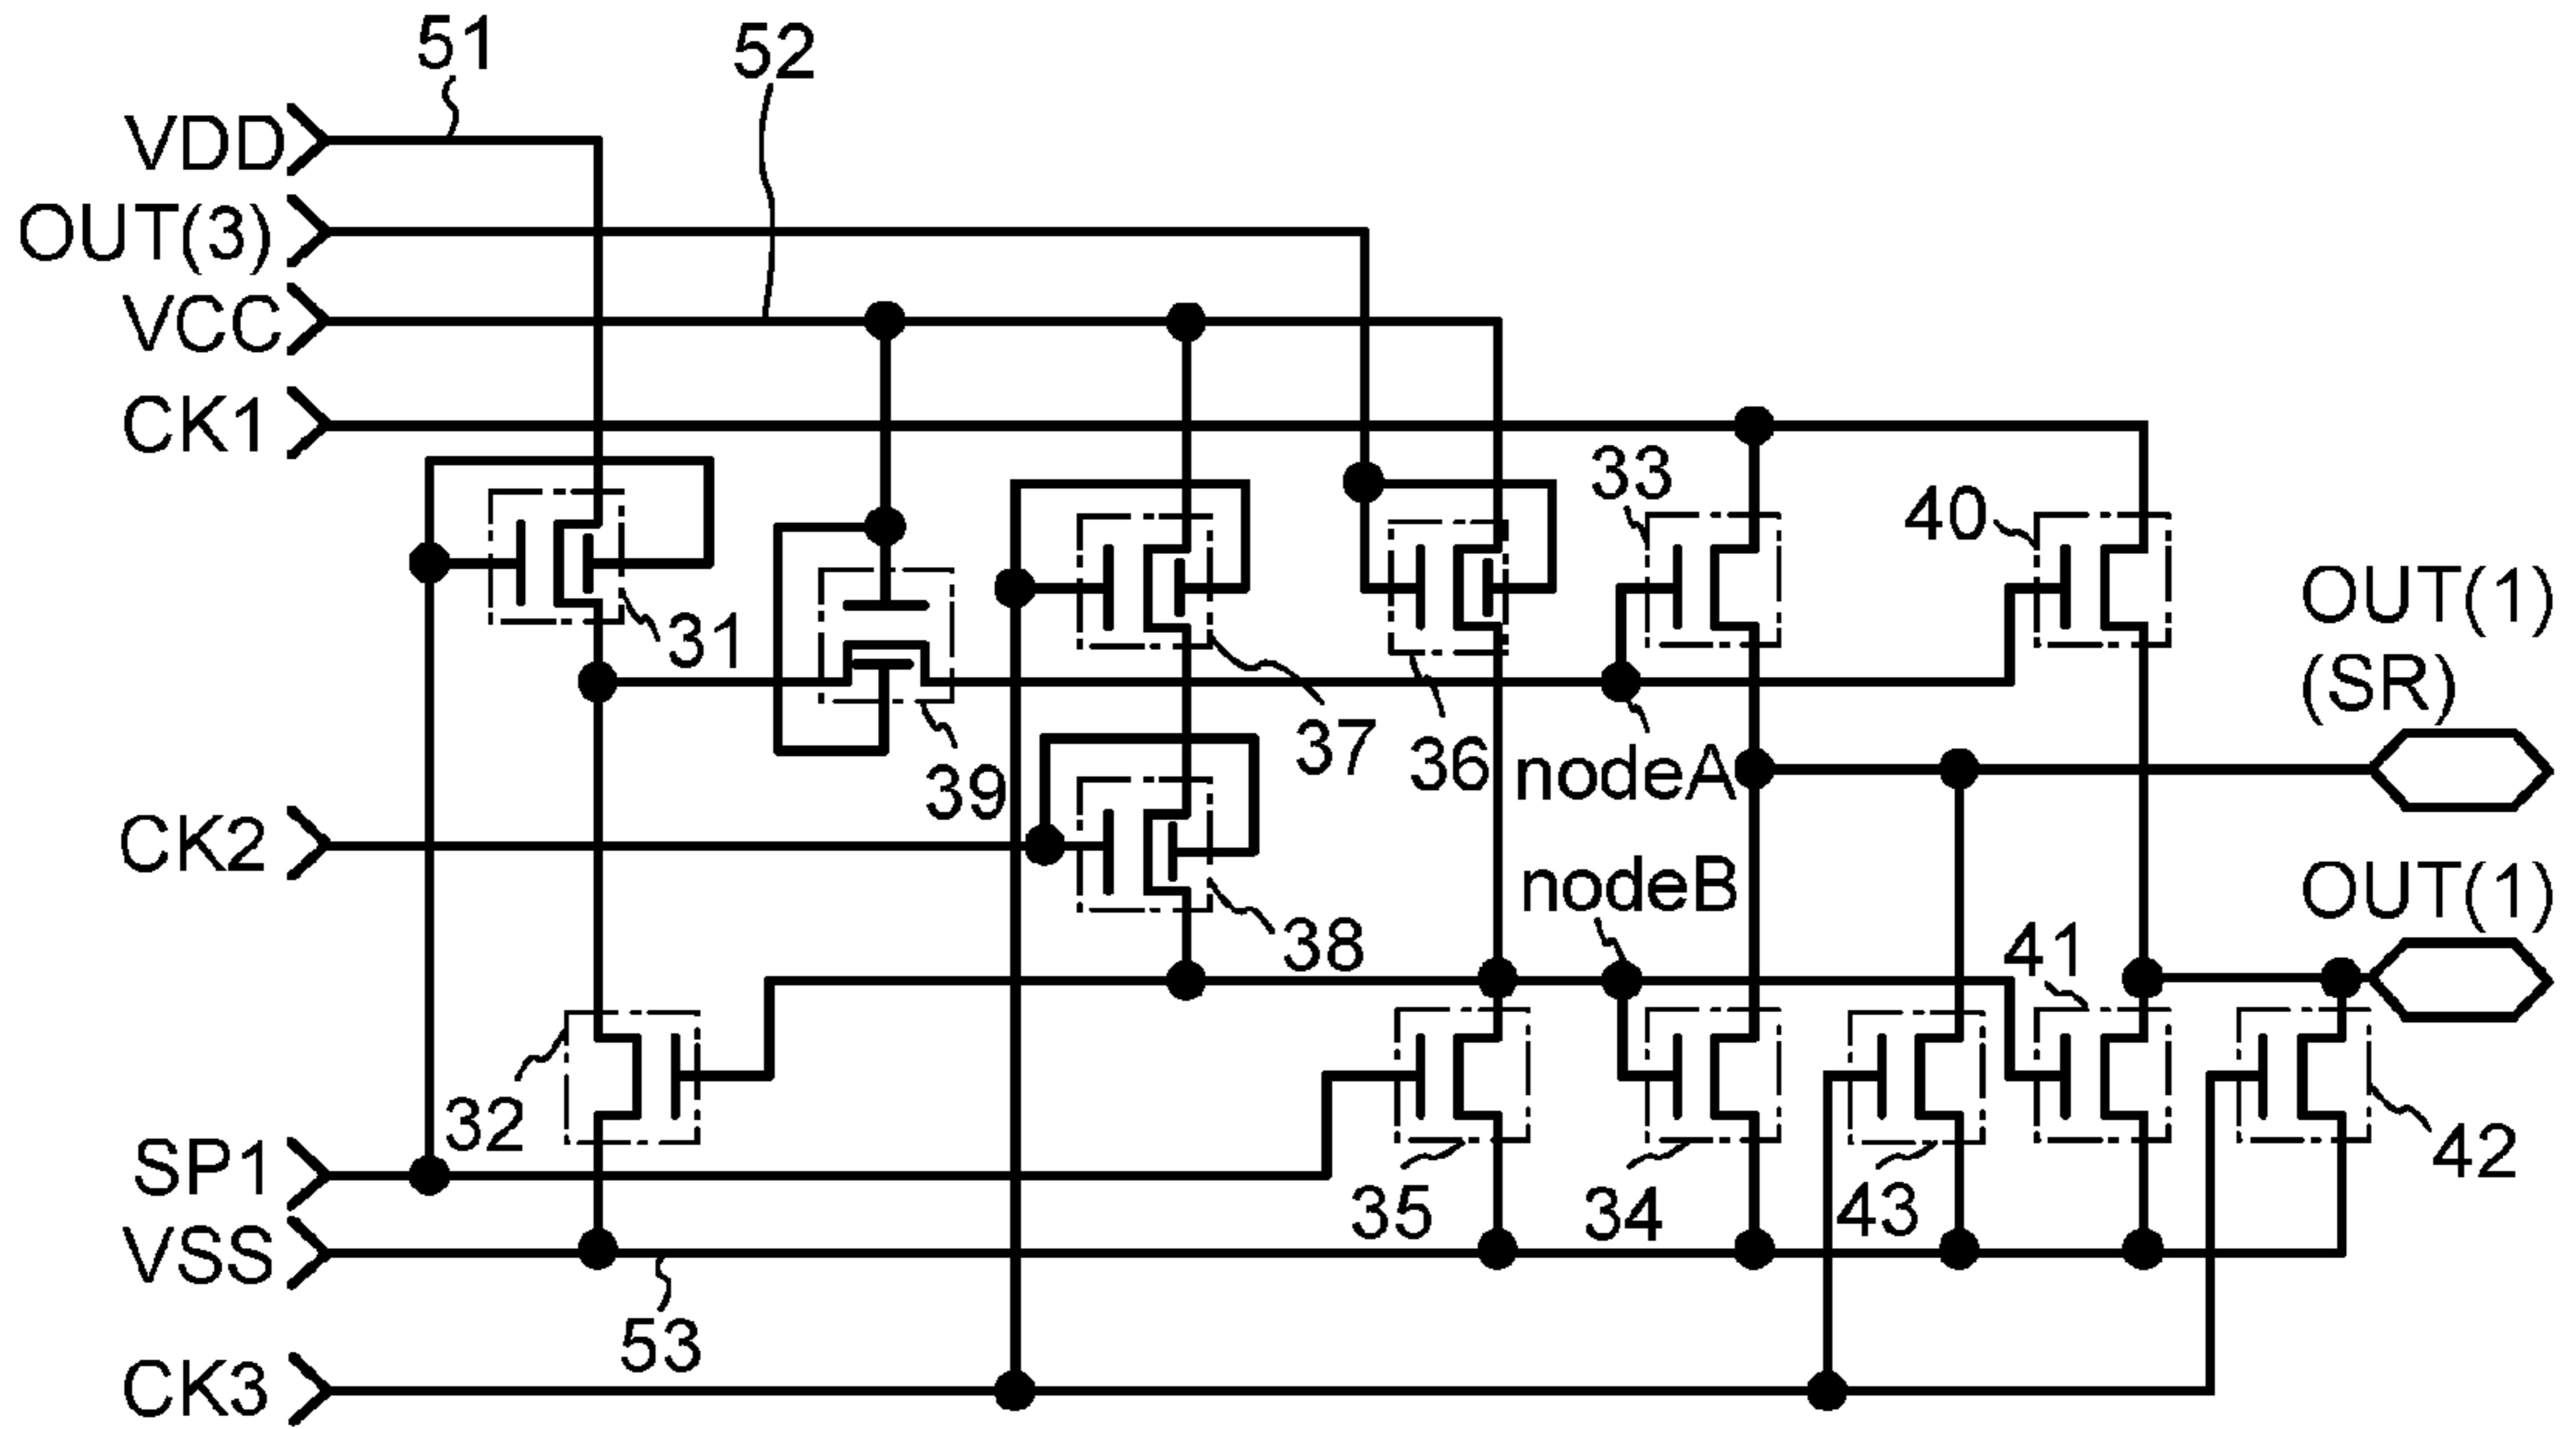 51
52
VDD
OUT(3)
VCC
CK1
33
40
OUT(1)
(SR)
31
37
36
nodeA
39
CK2
nodeB
OUT(1)
38
41
32
SP1
42
35
34
43
VSS
53
CK3